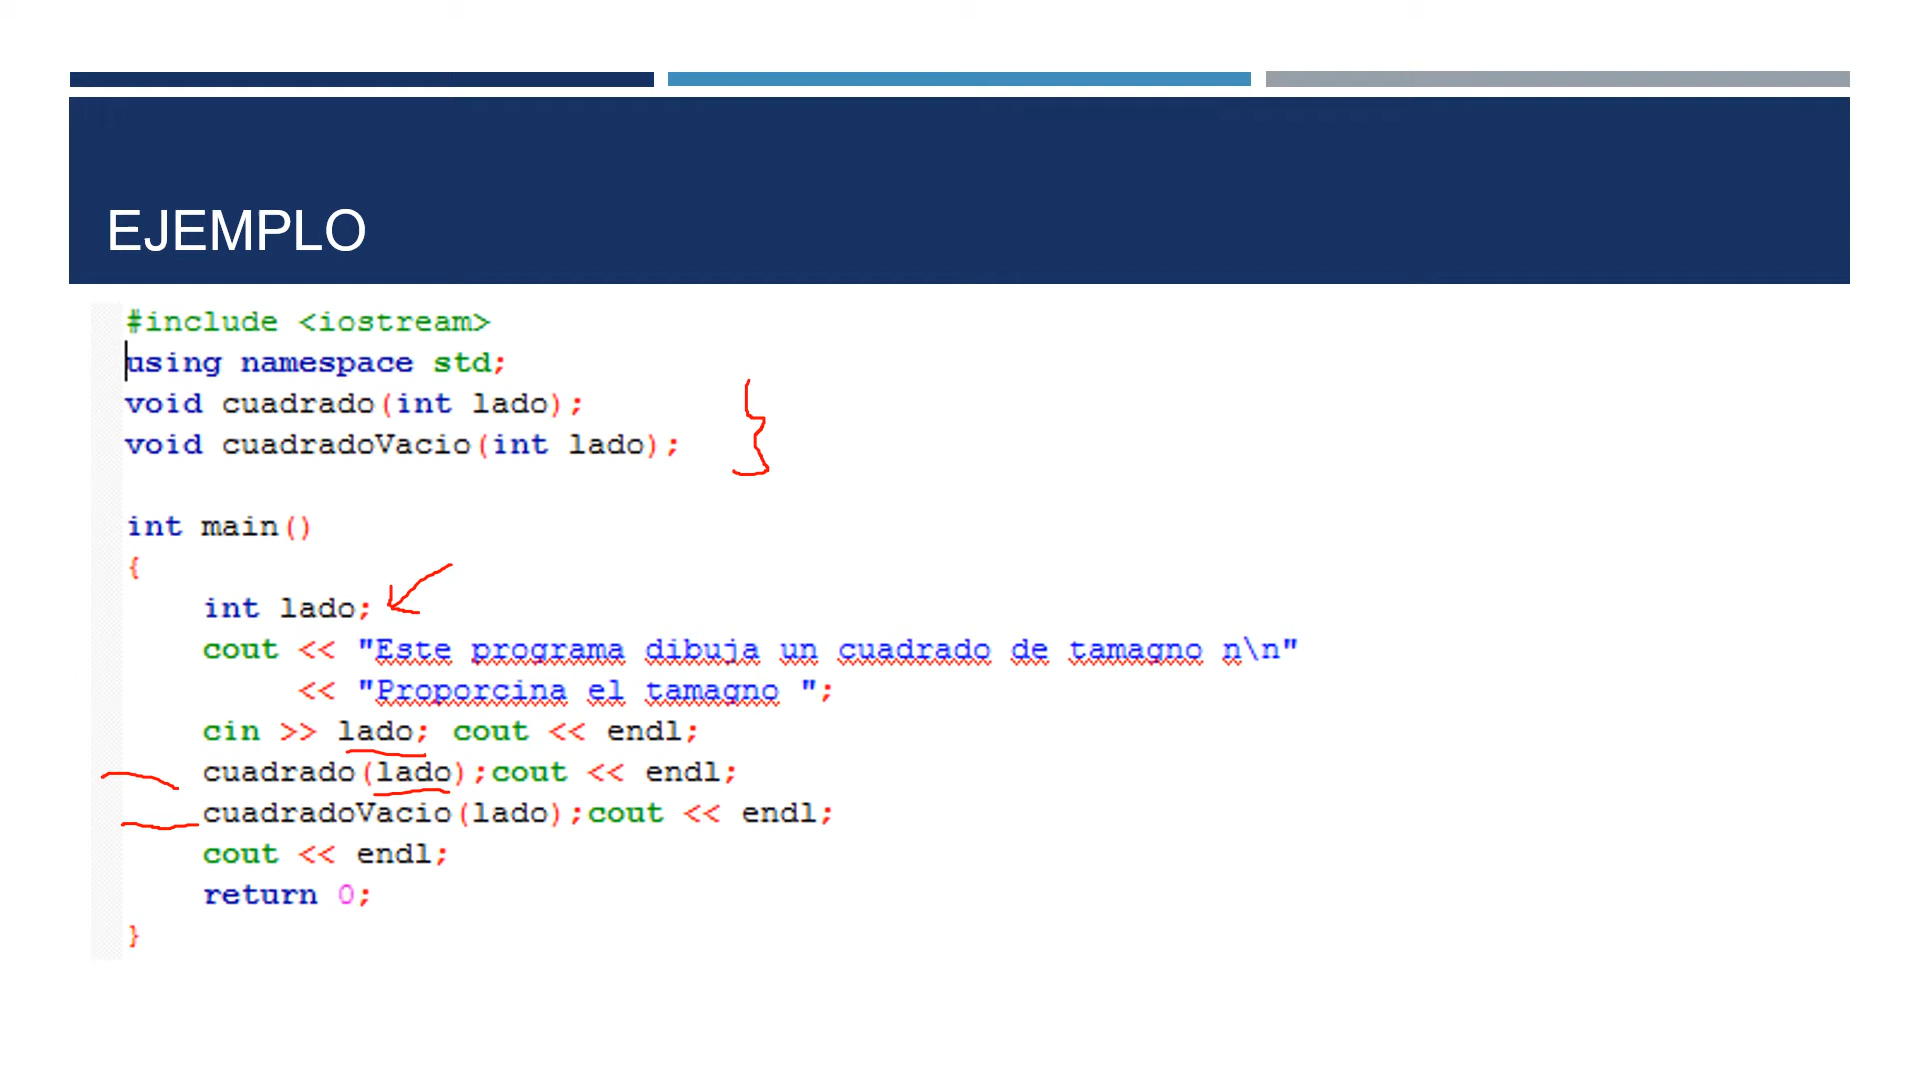 EJEMPLO
#include <iostream>
using namespace std;
void cuadrado(int lado);
void cuadradoVacio(int lado);
int main()
{
int lado;
cout << "Este programa dibuja un cuadrado de tamagno n\n"
<< "Proporcina el tamagno ";
cin >> lado; cout << endl;
cuadrado(lado);cout << endl;
cuadradoVacio(lado);cout << endl;
cout << endl;
return 0;
}